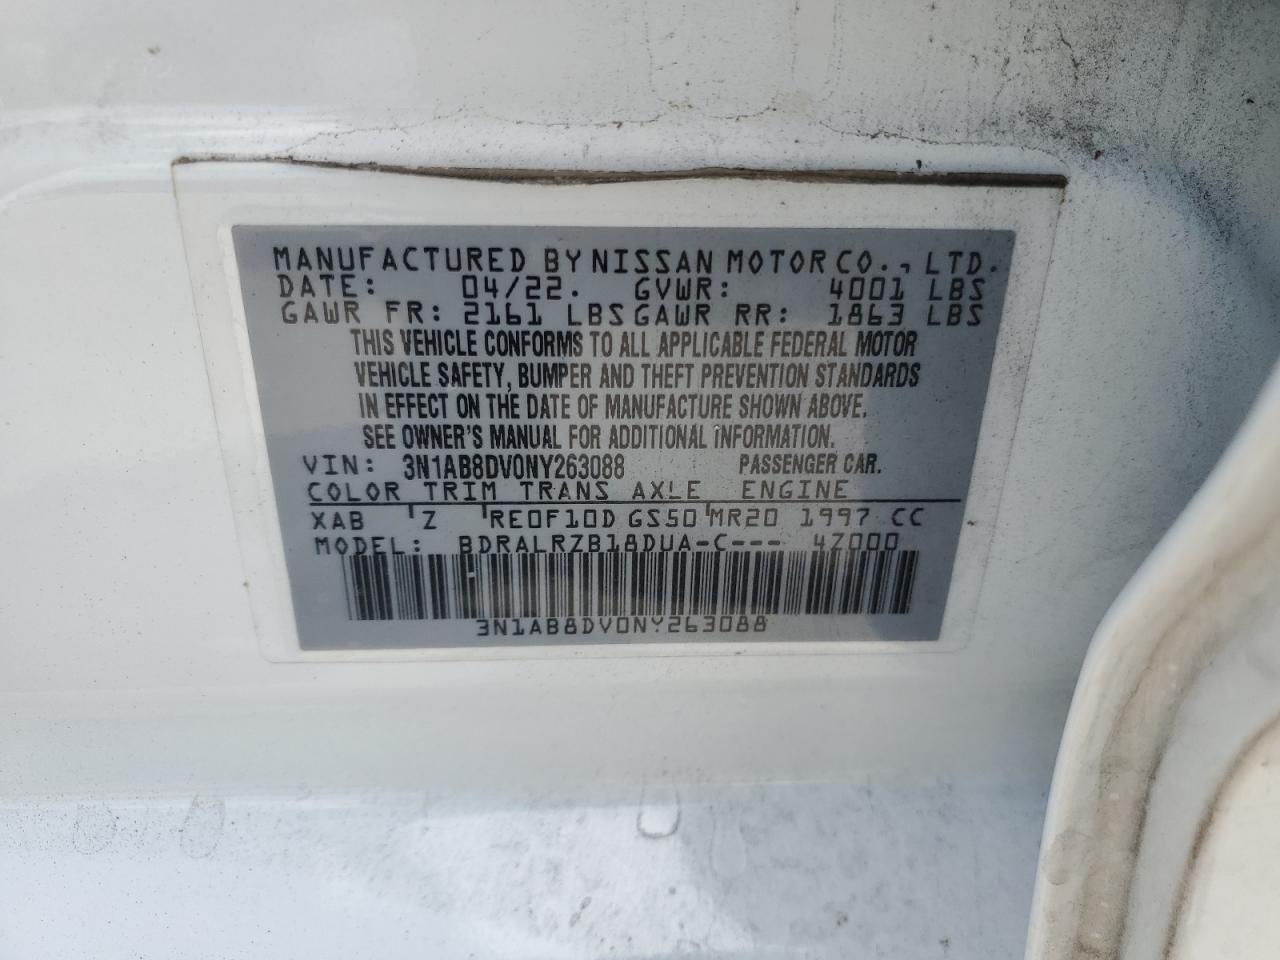 MANUFACTURED BY NISSAN MOTOR CO., LTD.
DATE: 04/22. GVWR: 4001 LBS
GAWR FR: 2161 LBS GAWR RR: 1863 LBS
THIS VEHICLE CONFORMS TO ALL APPLICABLE FEDERAL MOTOR
VEHICLE SAFETY, BUMPER AND THEFT PREVENTION STANDARDS
IN EFFECT ON THE DATE OF MANUFACTURE SHOWN ABOVE.
SEE OWNER'S MANUAL FOR ADDITIONAL INFORMATION.
VIN: 3N1AB8DV0NY263088 PASSENGER CAR.
COLOR TRIM TRANS AXLE ENGINE
XAB Z RE0F10D GS50 MR20 1997 CC
MODEL: BDRALRZB18DUA-C--- 4Z000
3N1AB8DV0NY263088